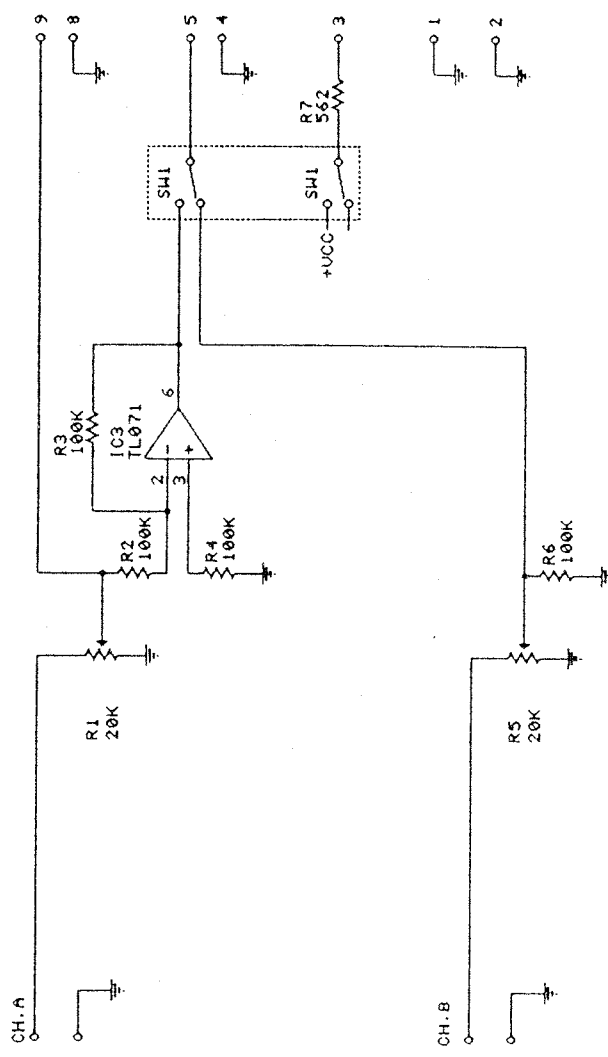 CH.A
R1
20K
R2
100K
R3
100K
IC3
TL071
2
3
6
-
+
R4
100K
SW1
SW1
+VCC
R7
562
9
8
5
4
3
1
2
CH.B
R5
20K
R6
100K